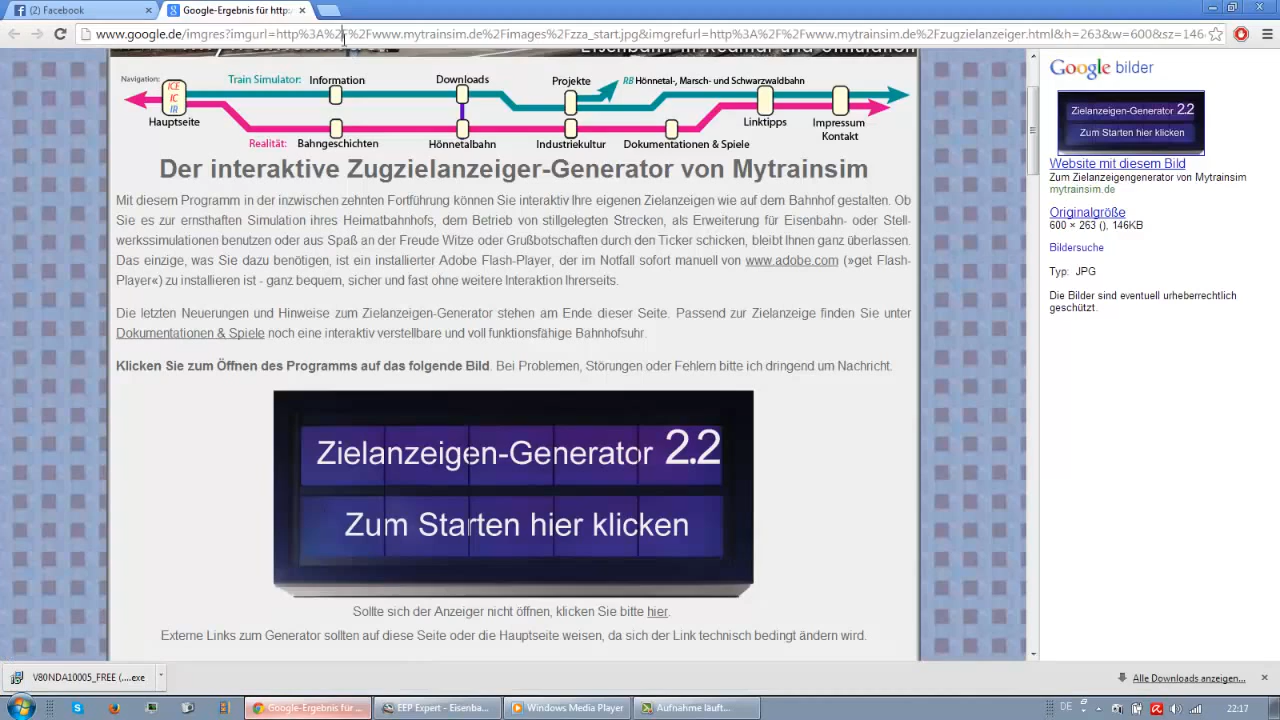 (2) Facebook
Google-Ergebnis für http:
www.google.de/imgres?imgurl=http%3A%2F%2Fwww.mytrainsim.de%2Fimages%2Fzza_start.jpg&imgrefurl=http%3A%2F%2Fwww.mytrainsim.de%2Fzugzielanzeiger.html&h=263&w=600&sz=146
Navigation:
ICE
IC
IR
Hauptseite
Train Simulator:
Information
Downloads
Projekte
RB Hönnetal-, Marsch- und Schwarzwaldbahn
Realität:
Bahngeschichten
Hönnetalbahn
Industriekultur
Dokumentationen & Spiele
Linktipps
Impressum
Kontakt
Der interaktive Zugzielanzeiger-Generator von Mytrainsim
Mit diesem Programm in der inzwischen zehnten Fortführung können Sie interaktiv Ihre eigenen Zielanzeigen wie auf dem Bahnhof gestalten. Ob
Sie es zur ernsthaften Simulation ihres Heimatbahnhofs, dem Betrieb von stillgelegten Strecken, als Erweiterung für Eisenbahn- oder Stell-
werkssimulationen benutzen oder aus Spaß an der Freude Witze oder Grußbotschaften durch den Ticker schicken, bleibt Ihnen ganz überlassen.
Das einzige, was Sie dazu benötigen, ist ein installierter Adobe Flash-Player, der im Notfall sofort manuell von www.adobe.com (»get Flash-
Player«) zu installieren ist - ganz bequem, sicher und fast ohne weitere Interaktion Ihrerseits.
Die letzten Neuerungen und Hinweise zum Zielanzeigen-Generator stehen am Ende dieser Seite. Passend zur Zielanzeige finden Sie unter
Dokumentationen & Spiele noch eine interaktiv verstellbare und voll funktionsfähige Bahnhofsuhr.
Klicken Sie zum Öffnen des Programms auf das folgende Bild. Bei Problemen, Störungen oder Fehlern bitte ich dringend um Nachricht.
Zielanzeigen-Generator 2.2
Zum Starten hier klicken
Sollte sich der Anzeiger nicht öffnen, klicken Sie bitte hier.
Externe Links zum Generator sollten auf diese Seite oder die Hauptseite weisen, da sich der Link technisch bedingt ändern wird.
Google bilder
Zielanzeigen-Generator 2.2
Zum Starten hier klicken
Website mit diesem Bild
Zum Zielanzeigengenerator von Mytrainsim
mytrainsim.de
Originalgröße
600 × 263 (), 146KB
Bildersuche
Typ: JPG
Die Bilder sind eventuell urheberrechtlich
geschützt.
V80NDA10005_FREE (....exe
Alle Downloads anzeigen...
Google-Ergebnis für ...
EEP Expert - Eisenba...
Windows Media Player
Aufnahme läuft...
DE
22:17